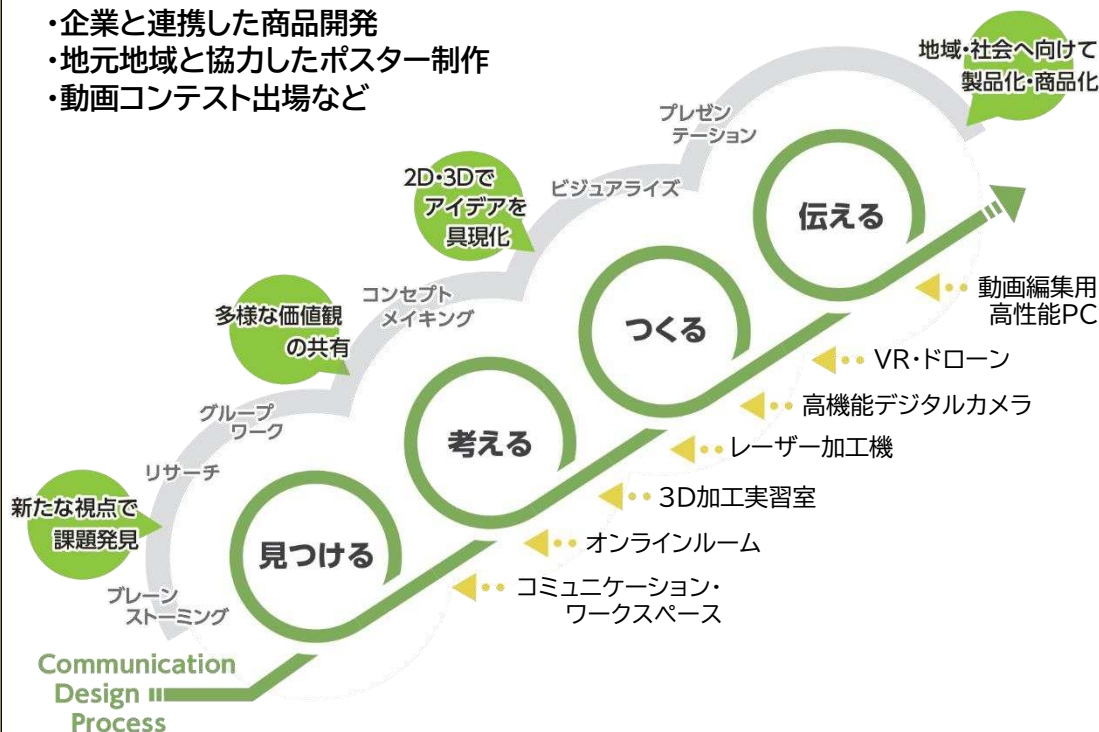 ・企業と連携した商品開発
・地元地域と協力したポスター制作
・動画コンテスト出場など
地域・社会へ向けて
製品化・商品化
プレゼン
テーション
伝える
2D・3Dで
アイデアを
具現化
ビジュアライズ
つくる
多様な価値観
の共有
コンセプト
メイキング
考える
グループ
ワーク
リサーチ
新たな視点で
課題発見
見つける
ブレーン
ストーミング
動画編集用
高性能PC
VR・ドローン
高機能デジタルカメラ
レーザー加工機
3D加工実習室
オンラインルーム
コミュニケーション・
ワークスペース
Communication
Design
Process